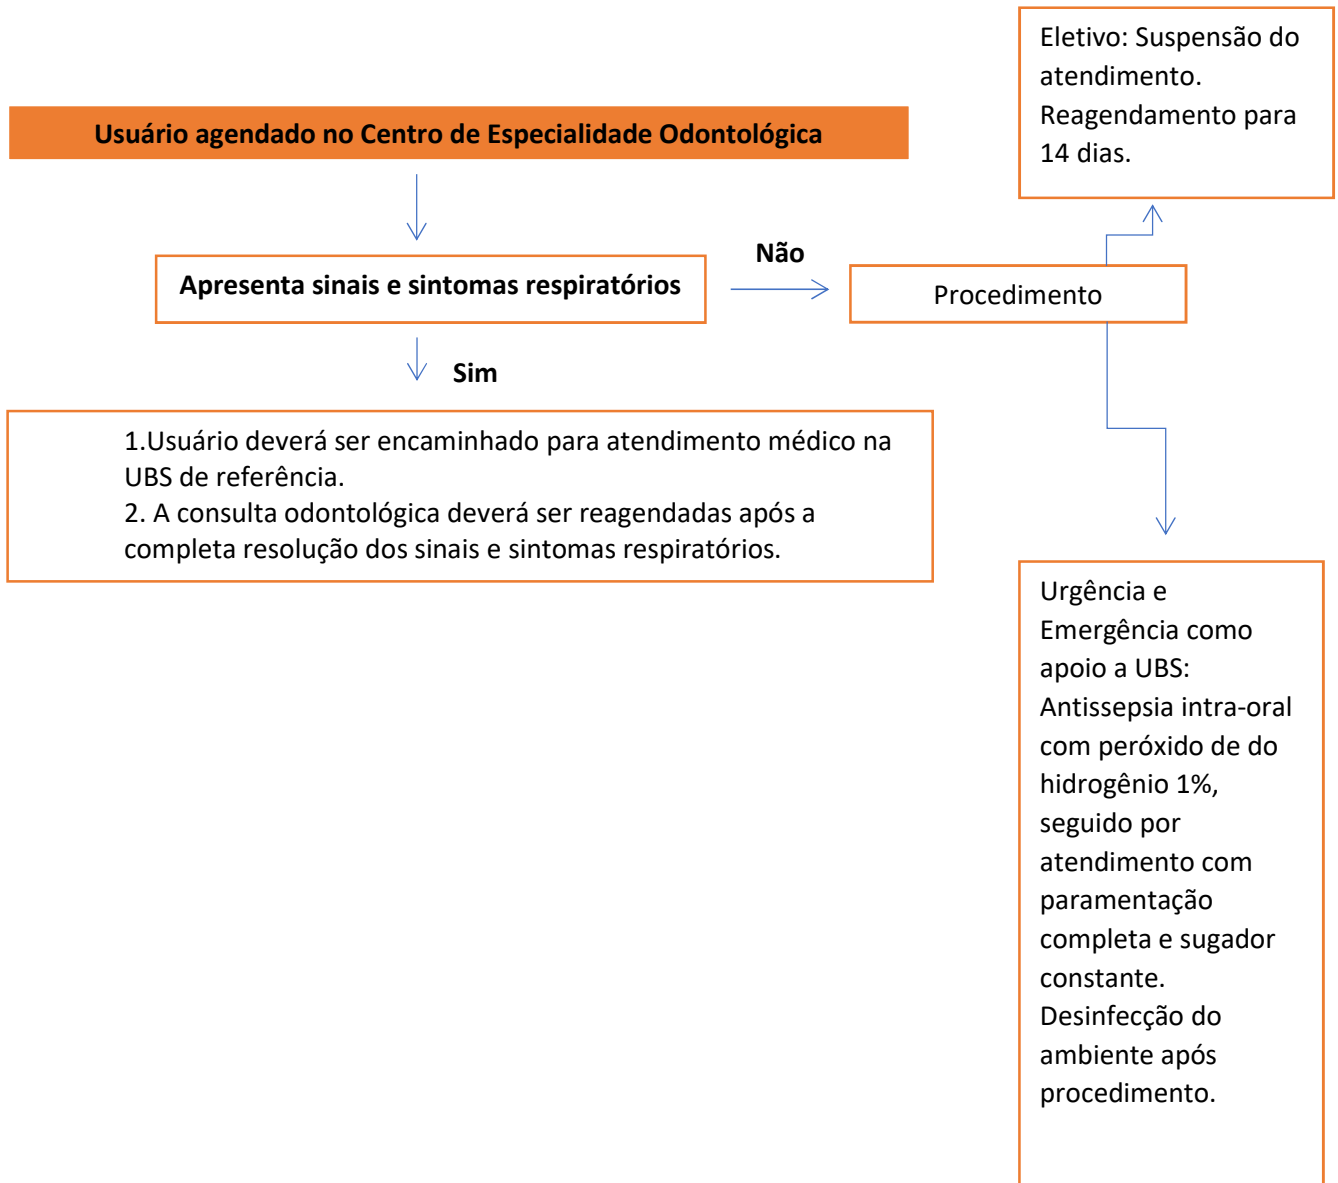 Eletivo: Suspensão do
atendimento.
Reagendamento para
14 dias.
Usuário agendado no Centro de Especialidade Odontológica
Não
Apresenta sinais e sintomas respiratórios
Procedimento
Sim
1.Usuário deverá ser encaminhado para atendimento médico na
UBS de referência.
2. A consulta odontológica deverá ser reagendadas após a
completa resolução dos sinais e sintomas respiratórios.
Urgência e
Emergência como
apoio a UBS:
Antissepsia intra-oral
com peróxido de do
hidrogênio 1%,
seguido por
atendimento com
paramentação
completa e sugador
constante.
Desinfecção do
ambiente após
procedimento.